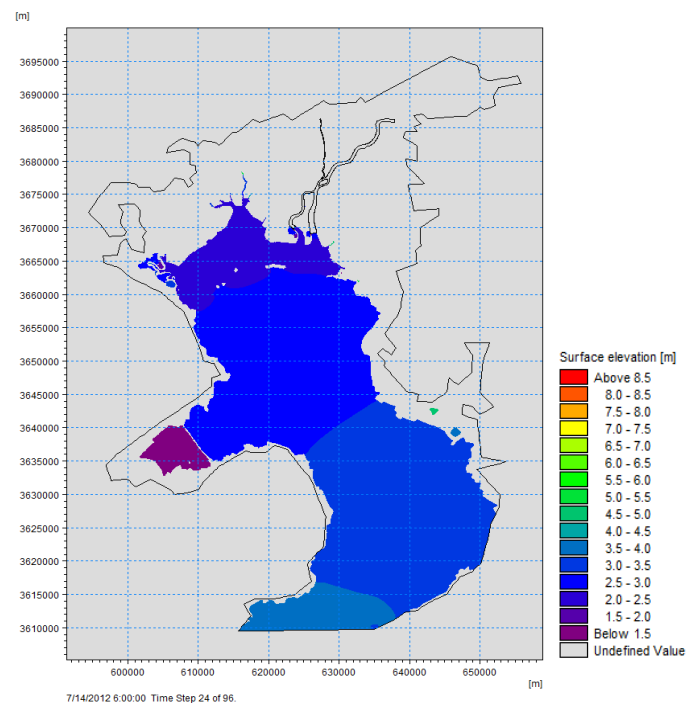 [m]
3695000
3690000
3685000
3680000
3675000
3670000
3665000
3660000
3655000
3650000
3645000
3640000
3635000
3630000
3625000
3620000
3615000
3610000
600000 610000 620000 630000 640000 650000
[m]
7/14/2012 6:00:00 Time Step 24 of 96.
Surface elevation [m]
Above 8.5
8.0 - 8.5
7.5 - 8.0
7.0 - 7.5
6.5 - 7.0
6.0 - 6.5
5.5 - 6.0
5.0 - 5.5
4.5 - 5.0
4.0 - 4.5
3.5 - 4.0
3.0 - 3.5
2.5 - 3.0
2.0 - 2.5
1.5 - 2.0
Below 1.5
Undefined Value